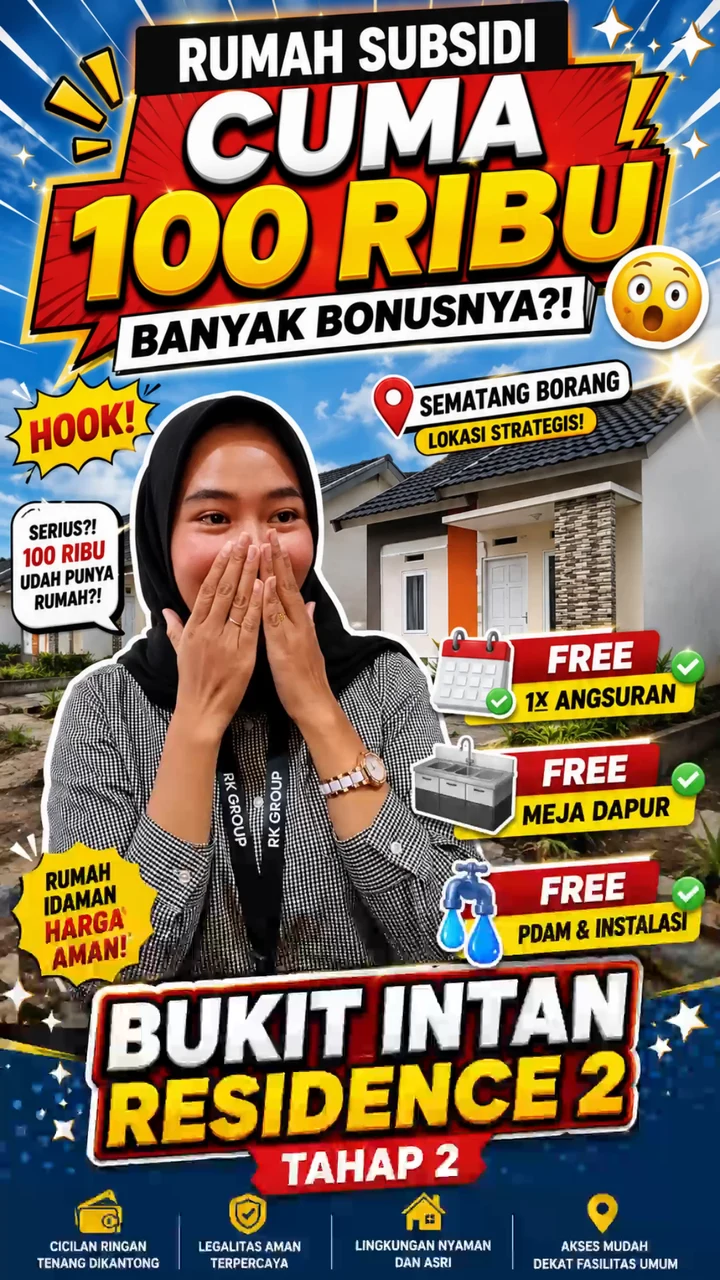 RUMAH SUBSIDI
CUMA
100 RIBU
BANYAK BONUSNYA?!
SEMATANG BORANG
LOKASI STRATEGIS!
HOOK!
SERIUS?!
100 RIBU
UDAH PUNYA
RUMAH?!
FREE
1X ANGSURAN
FREE
MEJA DAPUR
RK GROUP
RK GROUP
FREE
PDAM & INSTALASI
RUMAH
IDAMAN
HARGA
AMAN!
BUKIT INTAN
RESIDENCE 2
TAHAP 2
CICILAN RINGAN
TENANG DIKANTONG
LEGALITAS AMAN
TERPERCAYA
LINGKUNGAN NYAMAN
DAN ASRI
AKSES MUDAH
DEKAT FASILITAS UMUM